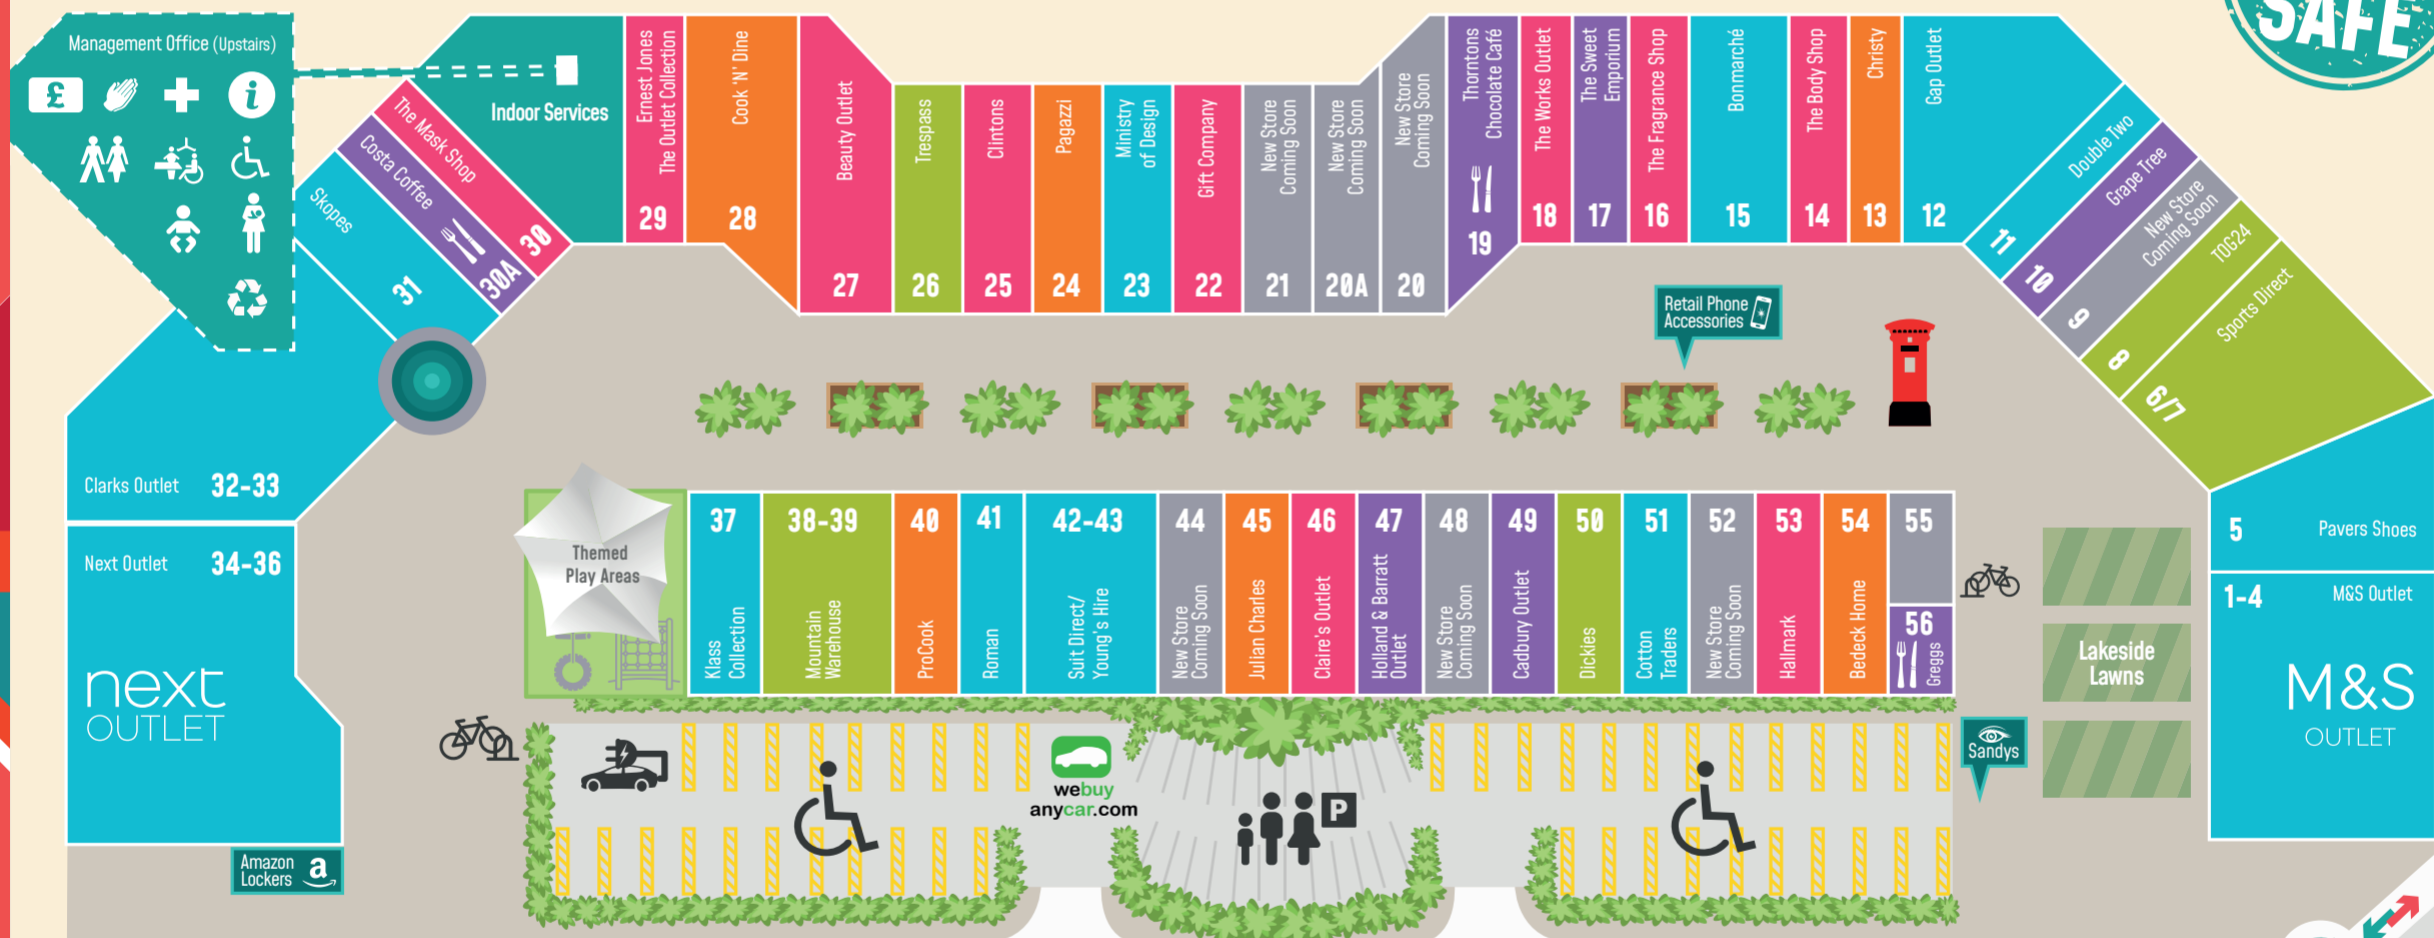 SAFE
Management Office (Upstairs)
£
i
Indoor Services
Skopes
31
Costa Coffee
30A
The Mask Shop
30
Ernest Jones
The Outlet Collection
29
Cook 'N' Dine
28
Beauty Outlet
27
Trespass
26
Clintons
25
Pagazzi
24
Ministry
of Design
23
Gift Company
22
New Store
Coming Soon
21
New Store
Coming Soon
20A
New Store
Coming Soon
20
Thorntons
Chocolate Café
19
The Works Outlet
18
The Sweet
Emporium
17
The Fragrance Shop
16
Bonmarché
15
The Body Shop
14
Christy
13
Gap Outlet
12
Double Two
11
Grape Tree
10
New Store
Coming Soon
9
TOG24
8
Sports Direct
6/7
Retail Phone
Accessories
Clarks Outlet 32-33
Next Outlet 34-36
next
OUTLET
Amazon
Lockers
a
Themed
Play Areas
37
Klass
Collection
38-39
Mountain
Warehouse
40
ProCook
41
Roman
42-43
Suit Direct/
Young's Hire
44
New Store
Coming Soon
45
Julian Charles
46
Claire's Outlet
47
Holland & Barratt
Outlet
48
New Store
Coming Soon
49
Cadbury Outlet
50
Dickies
51
Cotton
Traders
52
New Store
Coming Soon
53
Hallmark
54
Bedeck Home
55
56
Greggs
5 Pavers Shoes
1-4 M&S Outlet
M&S
OUTLET
Lakeside
Lawns
Sandys
webuy
anycar.com
P